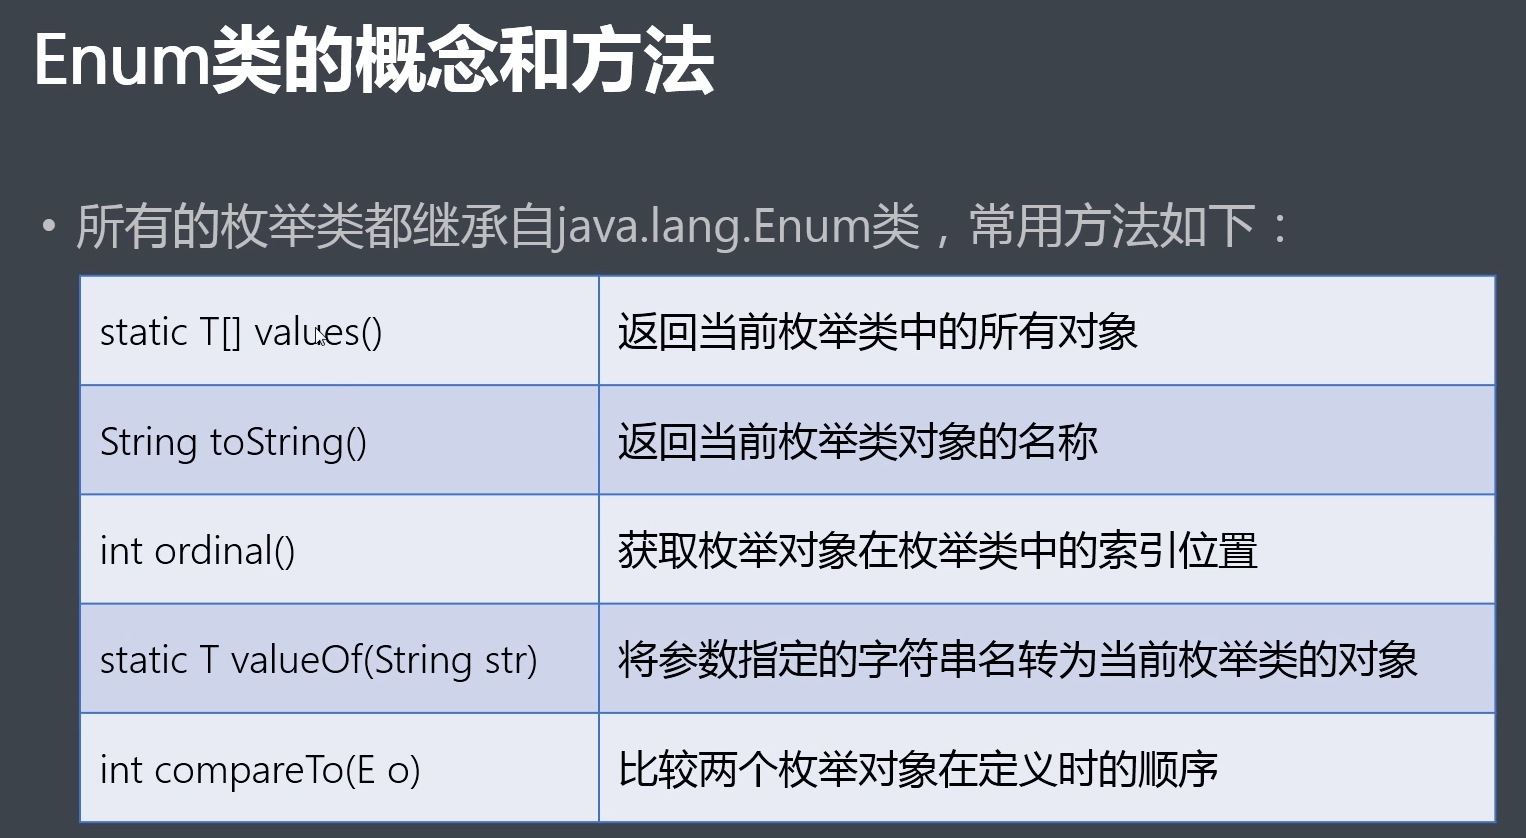 Enum类的概念和方法
• 所有的枚举类都继承自java.lang.Enum类，常用方法如下：
static T[] values()
返回当前枚举类中的所有对象
String toString()
返回当前枚举类对象的名称
int ordinal()
获取枚举对象在枚举类中的索引位置
static T valueOf(String str)
将参数指定的字符串名转为当前枚举类的对象
int compareTo(E o)
比较两个枚举对象在定义时的顺序